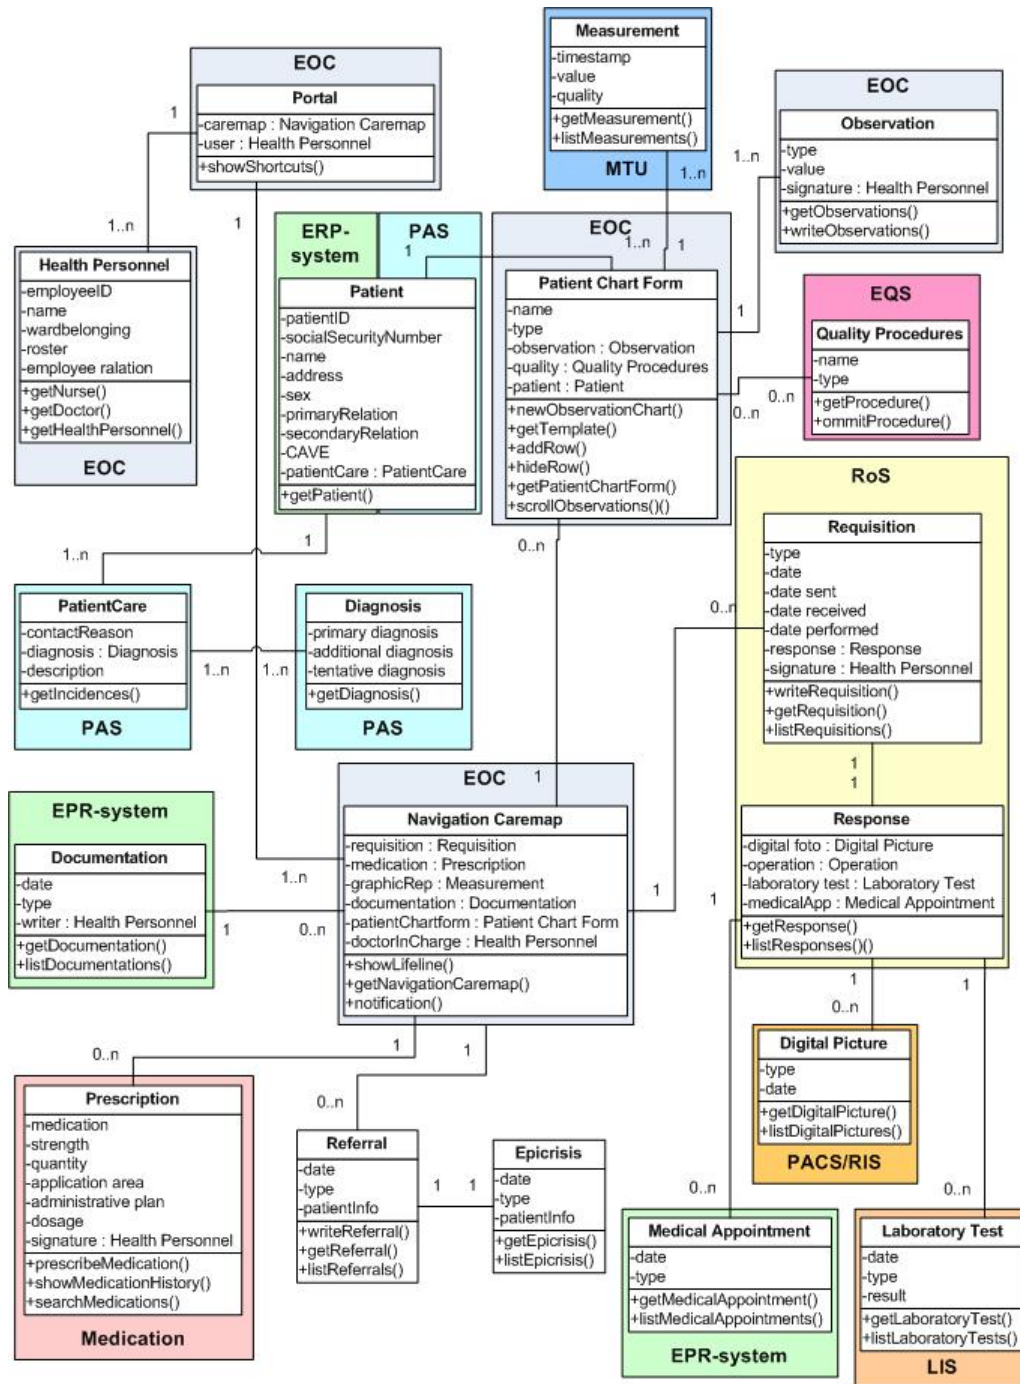 EOC
Portal
-caremap : Navigation Caremap
-user : Health Personnel
+showShortcuts()
1
1
1..n
Health Personnel
-employeeID
-name
-wardbelonging
-roster
-employee ralation
+getNurse()
+getDoctor()
+getHealthPersonnel()
EOC
Measurement
-timestamp
-value
-quality
+getMeasurement()
+listMeasurements()
MTU
1..n
1
EOC
Observation
-type
-value
-signature : Health Personnel
+getObservations()
+writeObservations()
1..n
1
ERP-
system
PAS
1
Patient
-patientID
-socialSecurityNumber
-name
-address
-sex
-primaryRelation
-secondaryRelation
-CAVE
-patientCare : PatientCare
+getPatient()
1
1..n
EOC
1..n
Patient Chart Form
-name
-type
-observation : Observation
-quality : Quality Procedures
-patient : Patient
+newObservationChart()
+getTemplate()
+addRow()
+hideRow()
+getPatientChartForm()
+scrollObservations()()
0..n
1
EQS
Quality Procedures
-name
-type
+getProcedure()
+ommitProcedure()
0..n
0..n
PatientCare
-contactReason
-diagnosis : Diagnosis
-description
+getIncidences()
PAS
1..n
1..n
Diagnosis
-primary diagnosis
-additional diagnosis
-tentative diagnosis
+getDiagnosis()
PAS
RoS
Requisition
-type
-date
-date sent
-date received
-date performed
-response : Response
-signature : Health Personnel
+writeRequisition()
+getRequisition()
+listRequisitions()
0..n
1
1
1
Response
-digital foto : Digital Picture
-operation : Operation
-laboratory test : Laboratory Test
-medicalApp : Medical Appointment
+getResponse()
+listResponses()()
1
1
1
EPR-system
Documentation
-date
-type
-writer : Health Personnel
+getDocumentation()
+listDocumentations()
1
0..n
1..n
EOC
Navigation Caremap
-requisition : Requisition
-medication : Prescription
-graphicRep : Measurement
-documentation : Documentation
-patientChartform : Patient Chart Form
-doctorInCharge : Health Personnel
+showLifeline()
+getNavigationCaremap()
+notification()
1
1
0..n
0..n
Prescription
-medication
-strength
-quantity
-application area
-administrative plan
-dosage
-signature : Health Personnel
+prescribeMedication()
+showMedicationHistory()
+searchMedications()
Medication
Referral
-date
-type
-patientInfo
+writeReferral()
+getReferral()
+listReferrals()
1
1
Epicrisis
-date
-type
-patientInfo
+getEpicrisis()
+listEpicrisis()
0..n
Digital Picture
-type
-date
+getDigitalPicture()
+listDigitalPictures()
PACS/RIS
0..n
0..n
Medical Appointment
-date
-type
+getMedicalAppointment()
+listMedicalAppointments()
EPR-system
Laboratory Test
-date
-type
-result
+getLaboratoryTest()
+listLaboratoryTests()
LIS